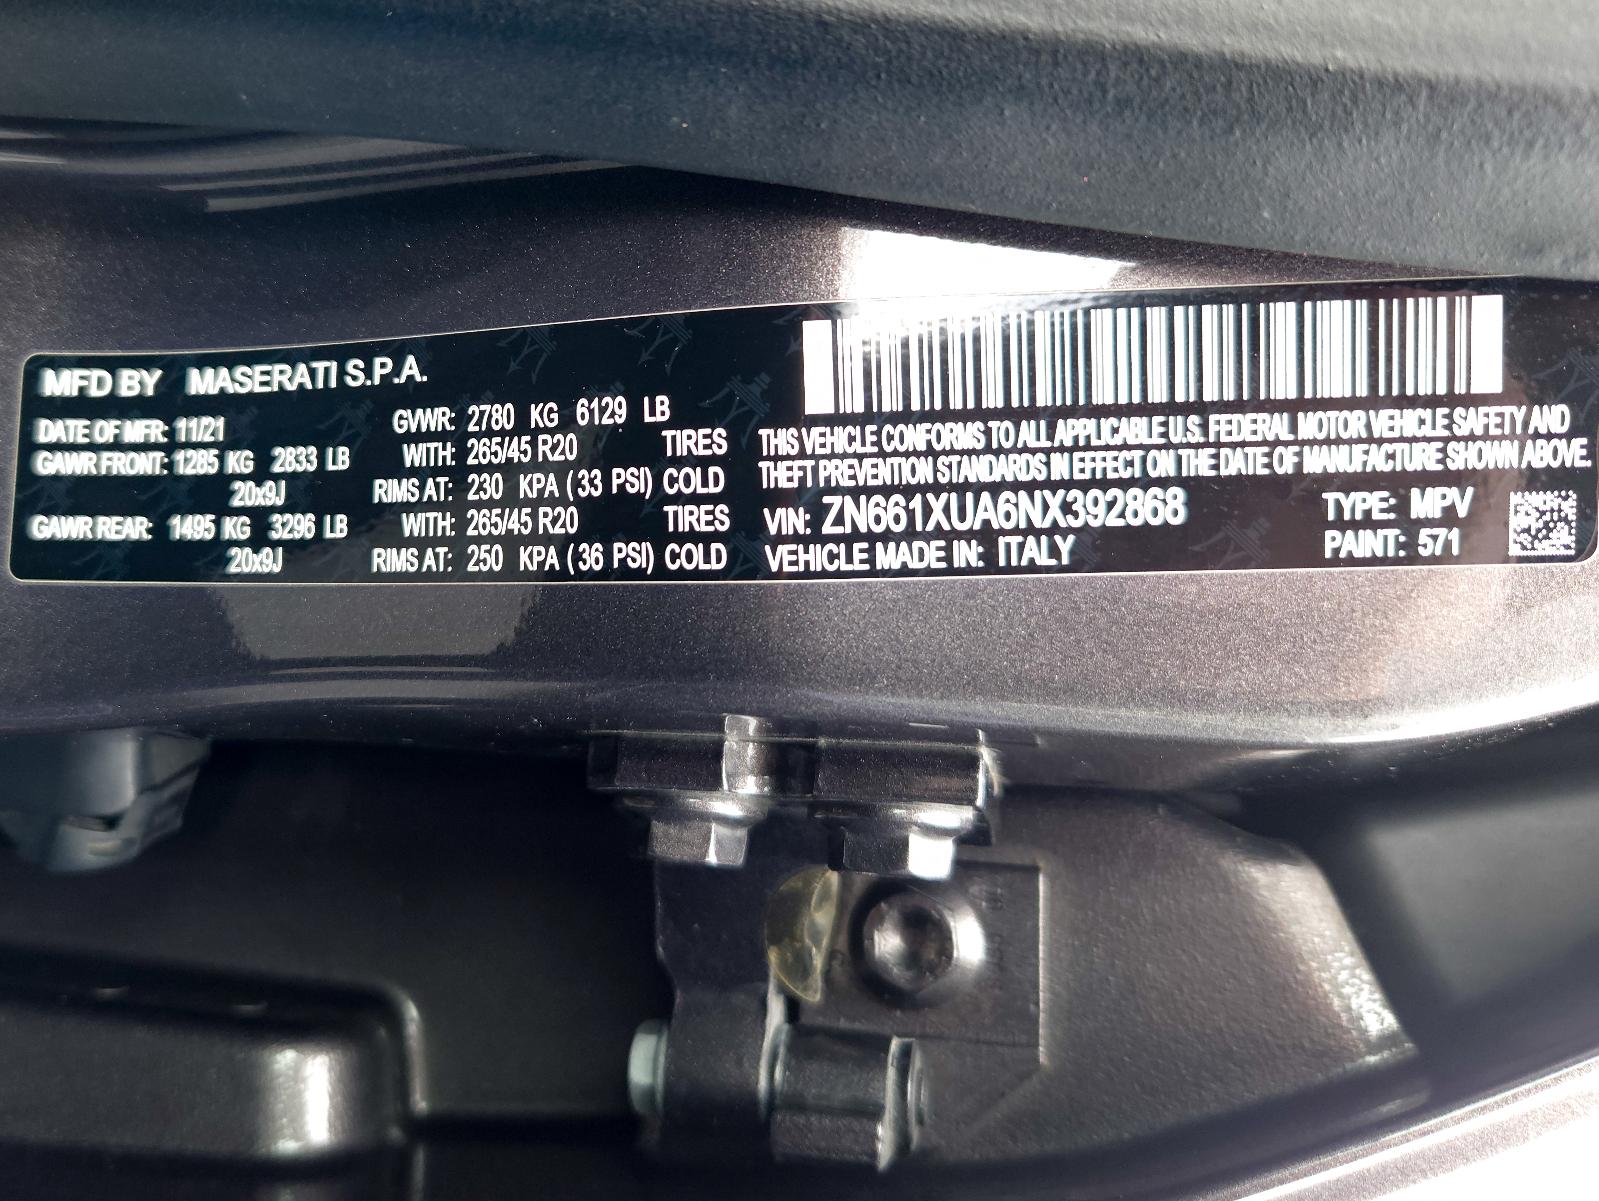 MFD BY MASERATI S.P.A.
DATE OF MFR: 11/21 GVWR: 2780 KG 6129 LB
GAWR FRONT: 1285 KG 2833 LB WITH: 265/45 R20 TIRES
20x9J RIMS AT: 230 KPA (33 PSI) COLD
GAWR REAR: 1495 KG 3296 LB WITH: 265/45 R20 TIRES
20x9J RIMS AT: 250 KPA (36 PSI) COLD
THIS VEHICLE CONFORMS TO ALL APPLICABLE U.S. FEDERAL MOTOR VEHICLE SAFETY AND
THEFT PREVENTION STANDARDS IN EFFECT ON THE DATE OF MANUFACTURE SHOWN ABOVE.
VIN: ZN661XUA6NX392868 TYPE: MPV
VEHICLE MADE IN: ITALY PAINT: 571